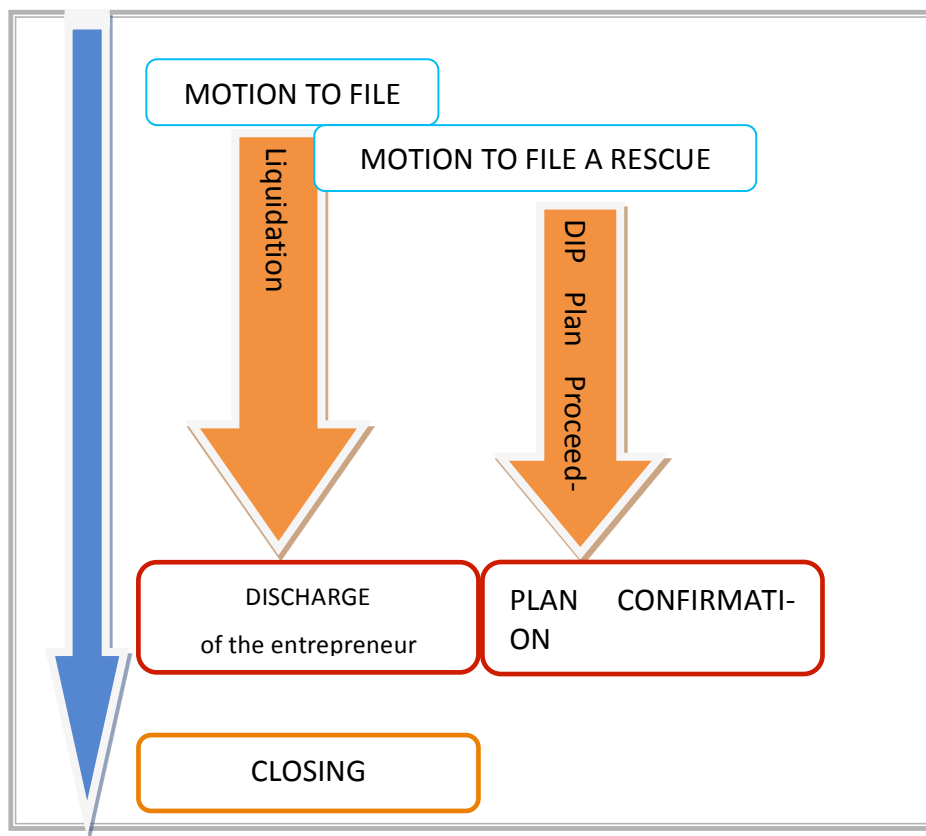 MOTION TO FILE
MOTION TO FILE A RESCUE
Liquidation
DIP Plan Proceed-
DISCHARGE
of the entrepreneur
PLAN CONFIRMATI-
ON
CLOSING